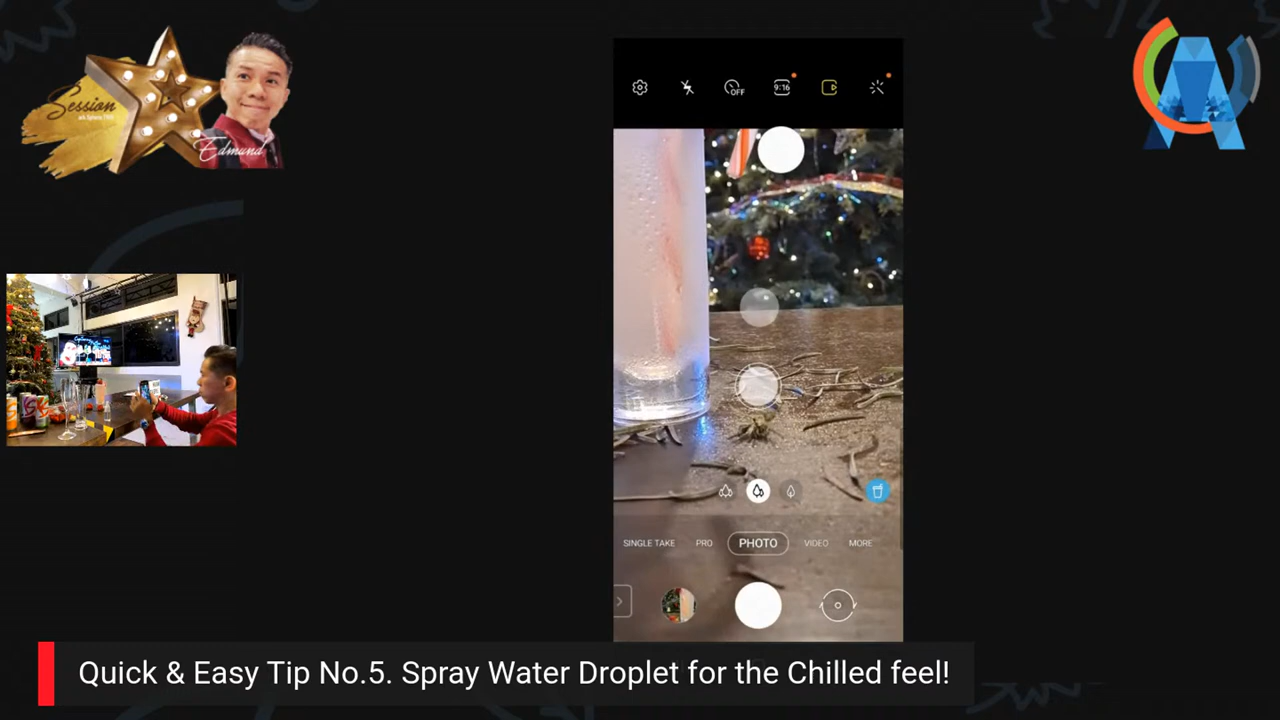 Session
Edmund
OFF
9:16
SINGLE TAKE
PRO
PHOTO
VIDEO
MORE
Quick & Easy Tip No.5. Spray Water Droplet for the Chilled feel!